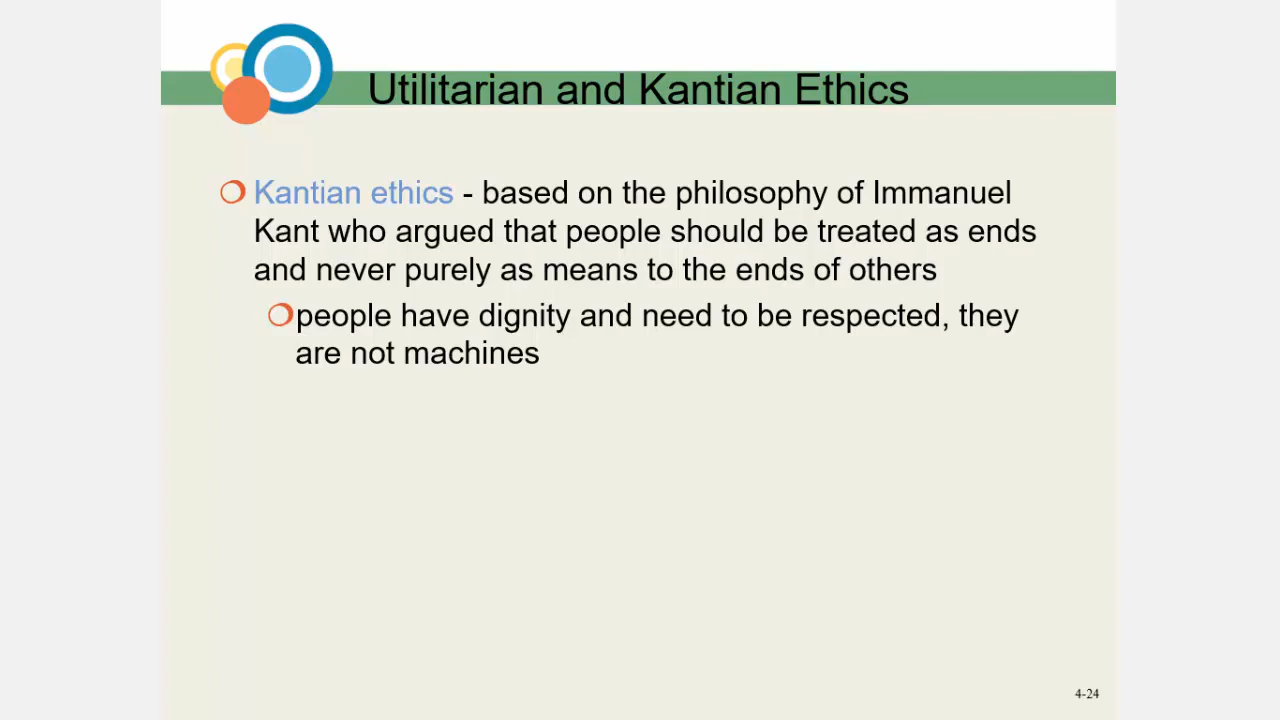 Utilitarian and Kantian Ethics
Kantian ethics - based on the philosophy of Immanuel
Kant who argued that people should be treated as ends
and never purely as means to the ends of others
people have dignity and need to be respected, they
are not machines
4-24